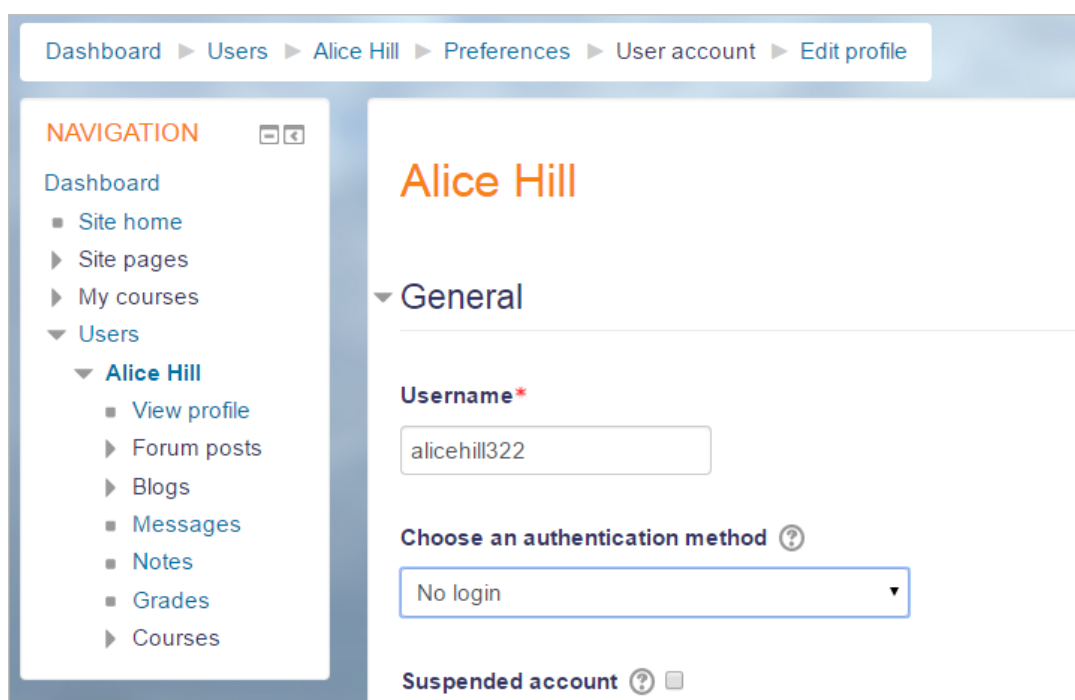 Dashboard Users Alice Hill Preferences User account Edit profile
NAVIGATION
Dashboard
Site home
Site pages
My courses
Users
Alice Hill
View profile
Forum posts
Blogs
Messages
Notes
Grades
Courses
Alice Hill
General
Username*
alicehill322
Choose an authentication method ?
No login
Suspended account ?